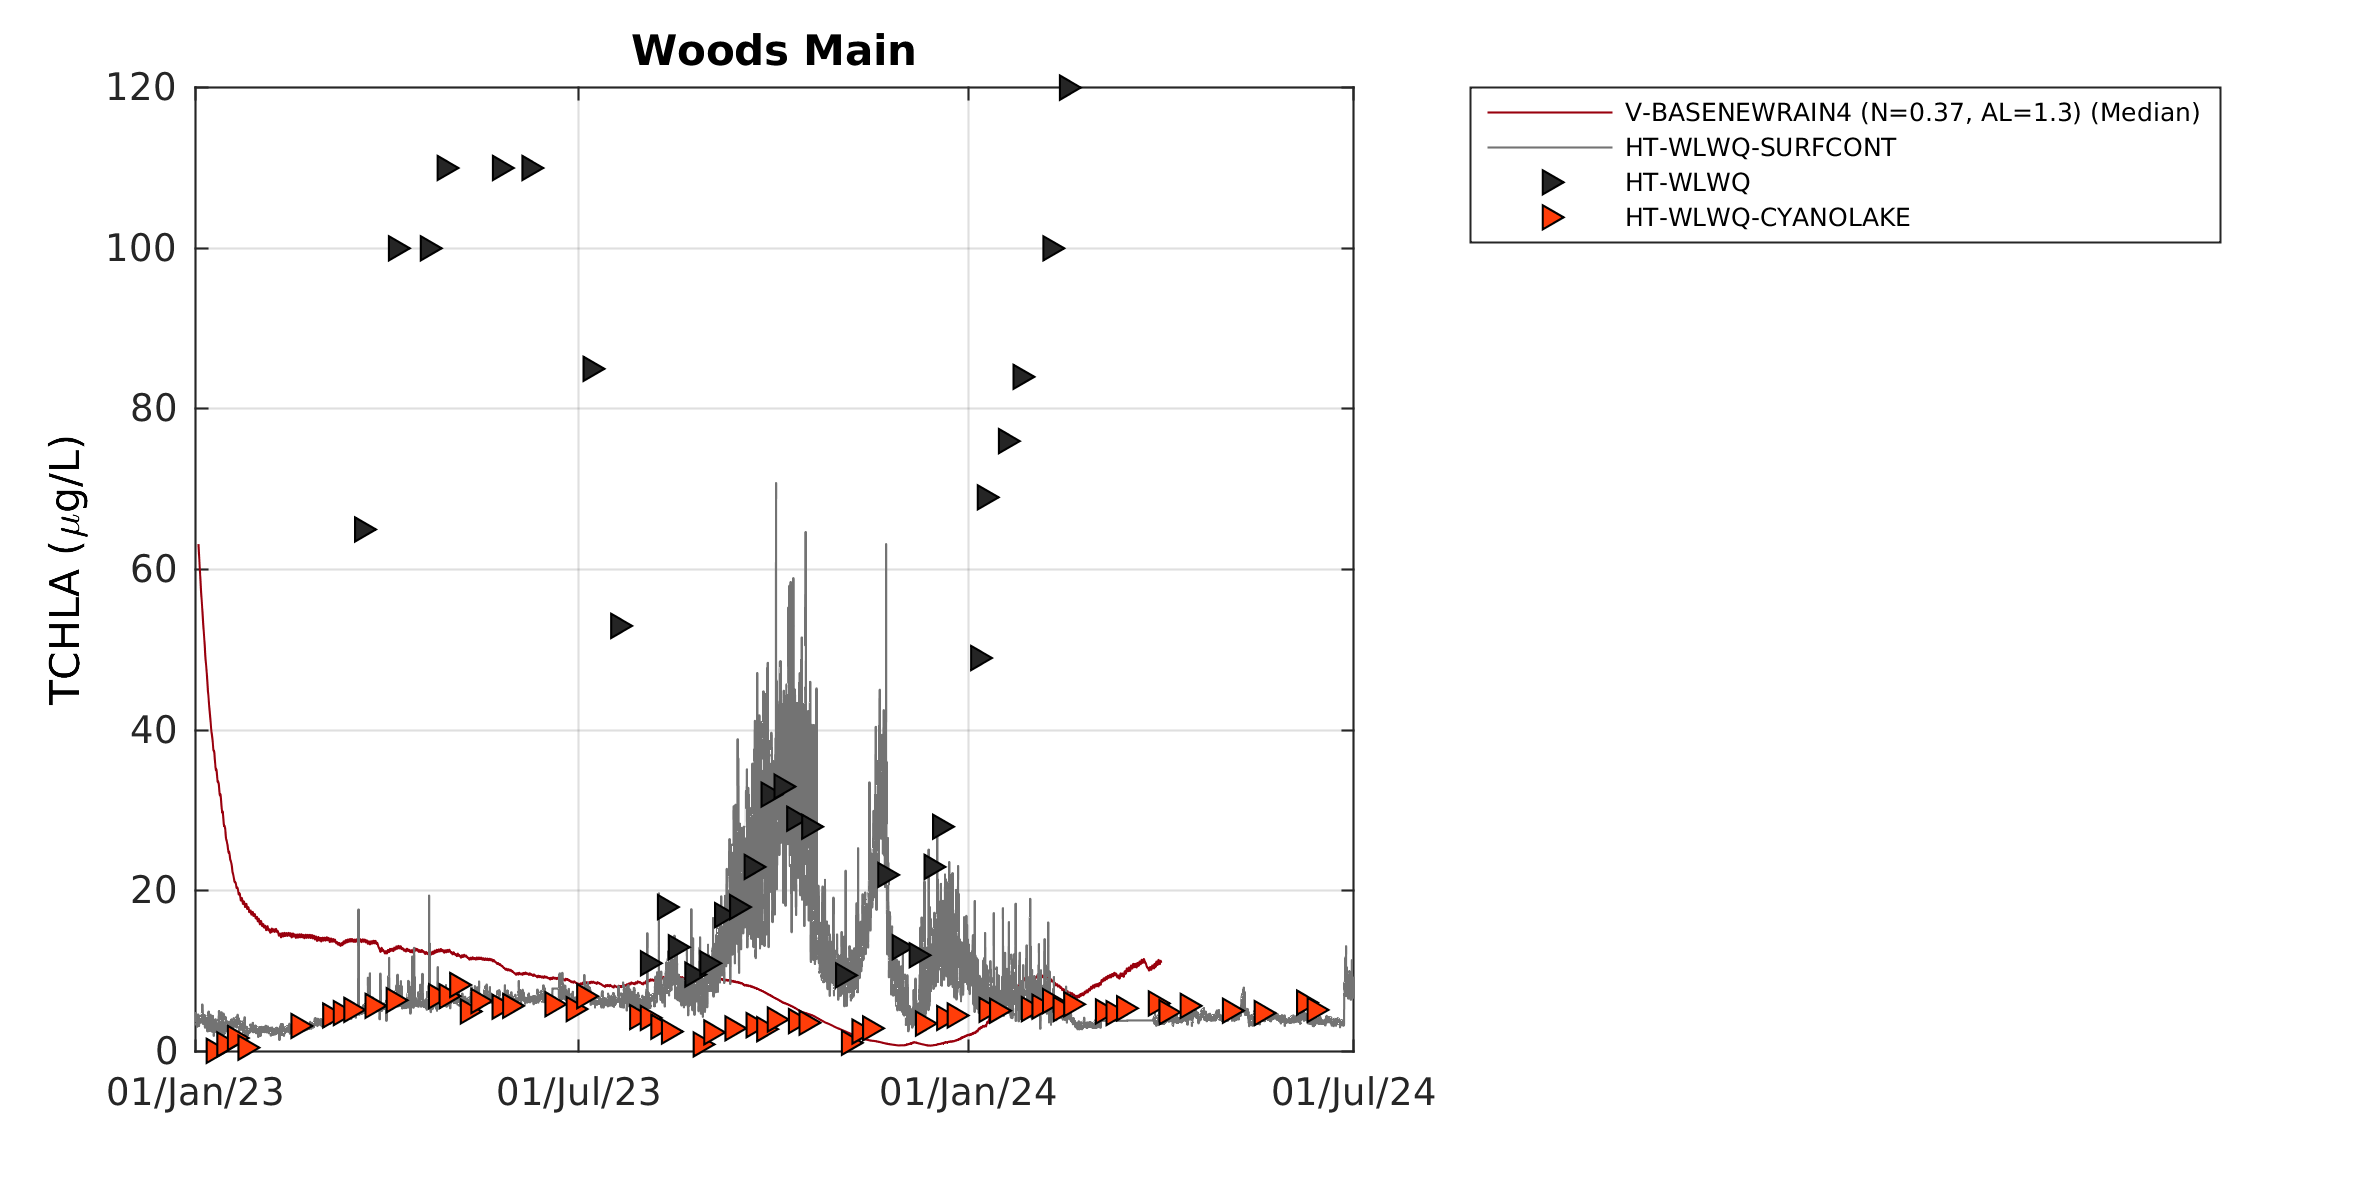 Woods Main
120
100
80
60
40
20
0
TCHLA (μg/L)
01/Jan/23
01/Jul/23
01/Jan/24
01/Jul/24
V-BASENEWRAIN4 (N=0.37, AL=1.3) (Median)
HT-WLWQ-SURFCONT
HT-WLWQ
HT-WLWQ-CYANOLAKE